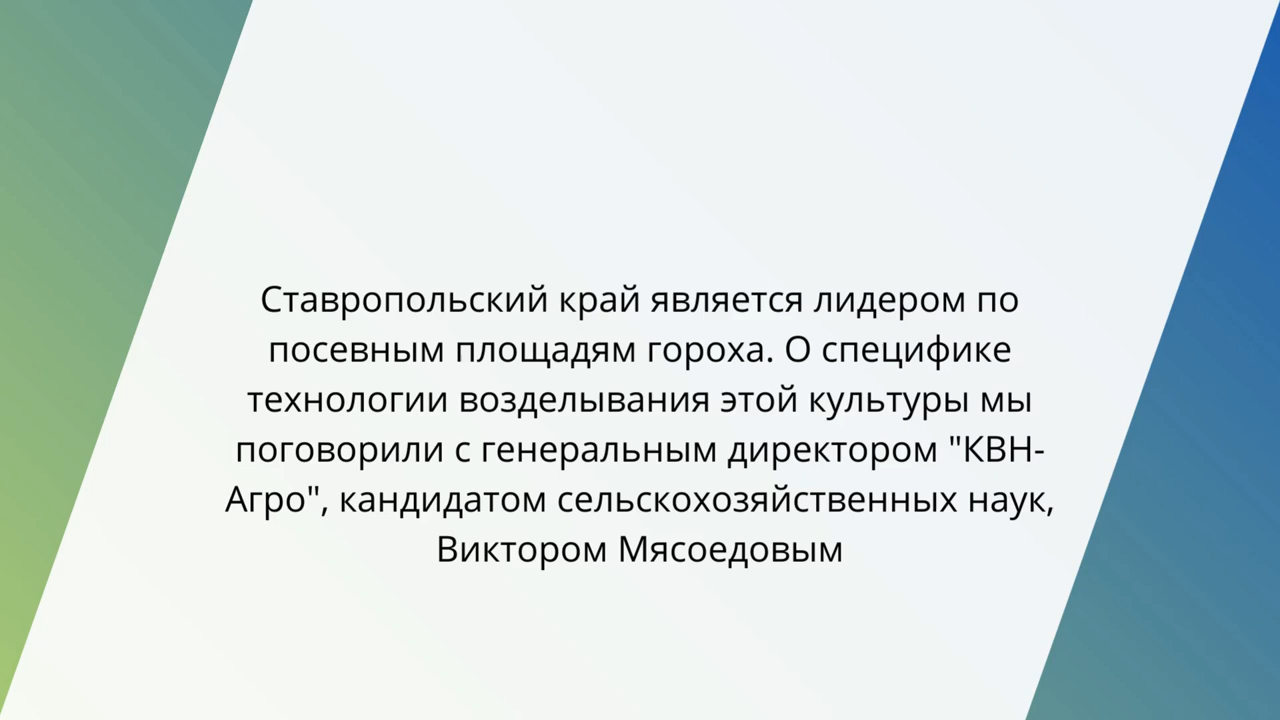 Ставропольский край является лидером по
посевным площадям гороха. О специфике
технологии возделывания этой культуры мы
поговорили с генеральным директором "КВН-
Агро", кандидатом сельскохозяйственных наук,
Виктором Мясоедовым